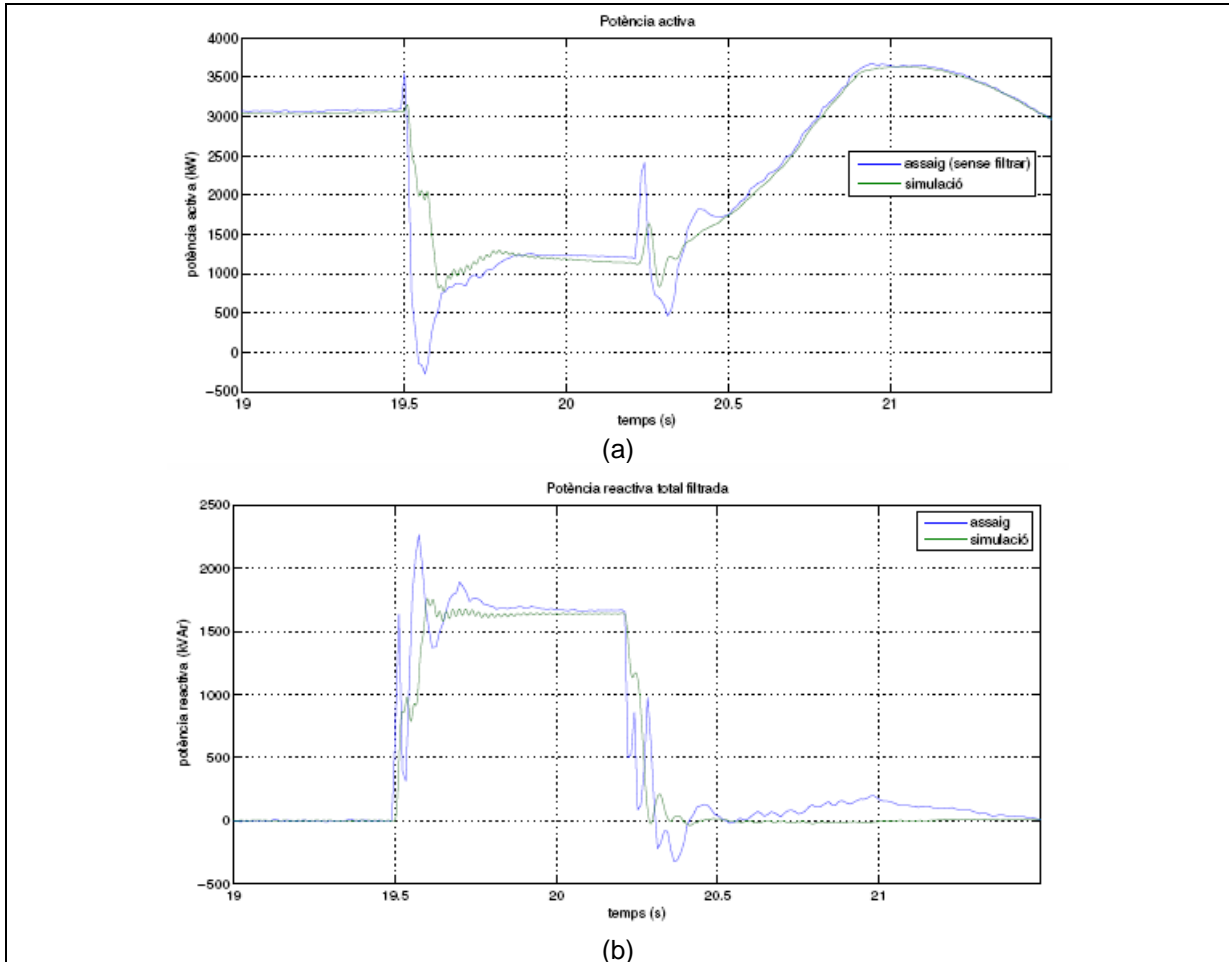 Potència activa
4000
3500
3000
2500
2000
1500
1000
500
0
−500
potència activa (kW)
assaig (sense filtrar)
simulació
19
19.5
20
20.5
21
temps (s)
(a)
Potència reactiva total filtrada
2500
2000
1500
1000
500
0
−500
potència reactiva (kVAr)
assaig
simulació
19
19.5
20
20.5
21
temps (s)
(b)